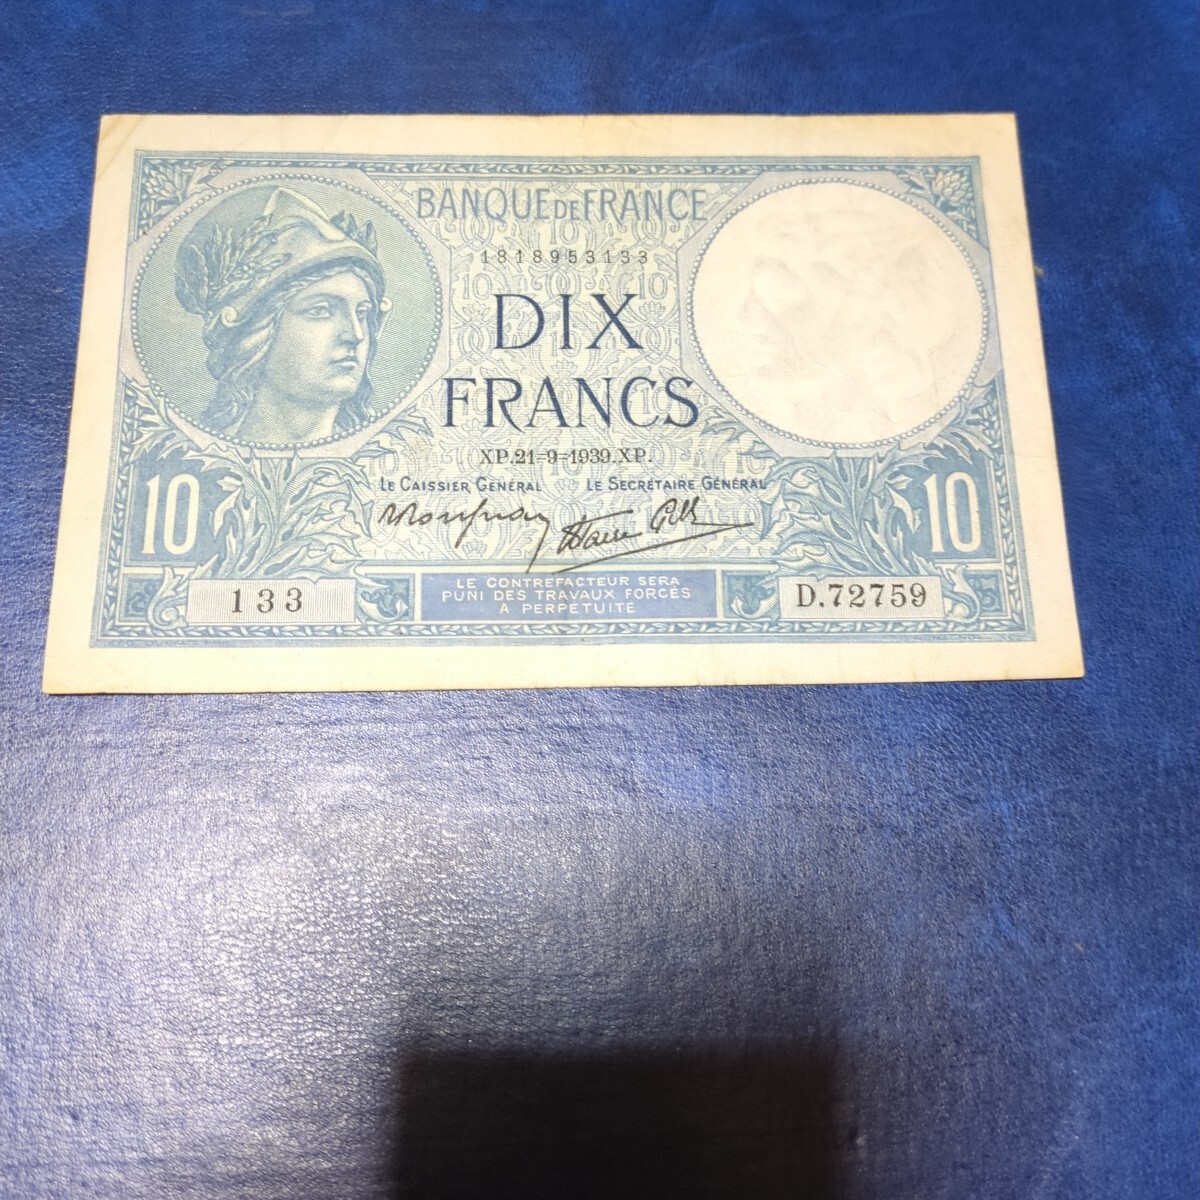 BANQUE DE FRANCE
1818953133
DIX
FRANCS
XP.21=9=1939.XP.
LE CAISSIER GÉNÉRAL LE SECRÉTAIRE GÉNÉRAL
10 10
LE CONTREFACTEUR SERA
PUNI DES TRAVAUX FORCÉS
À PERPÉTUITÉ
133 D.72759